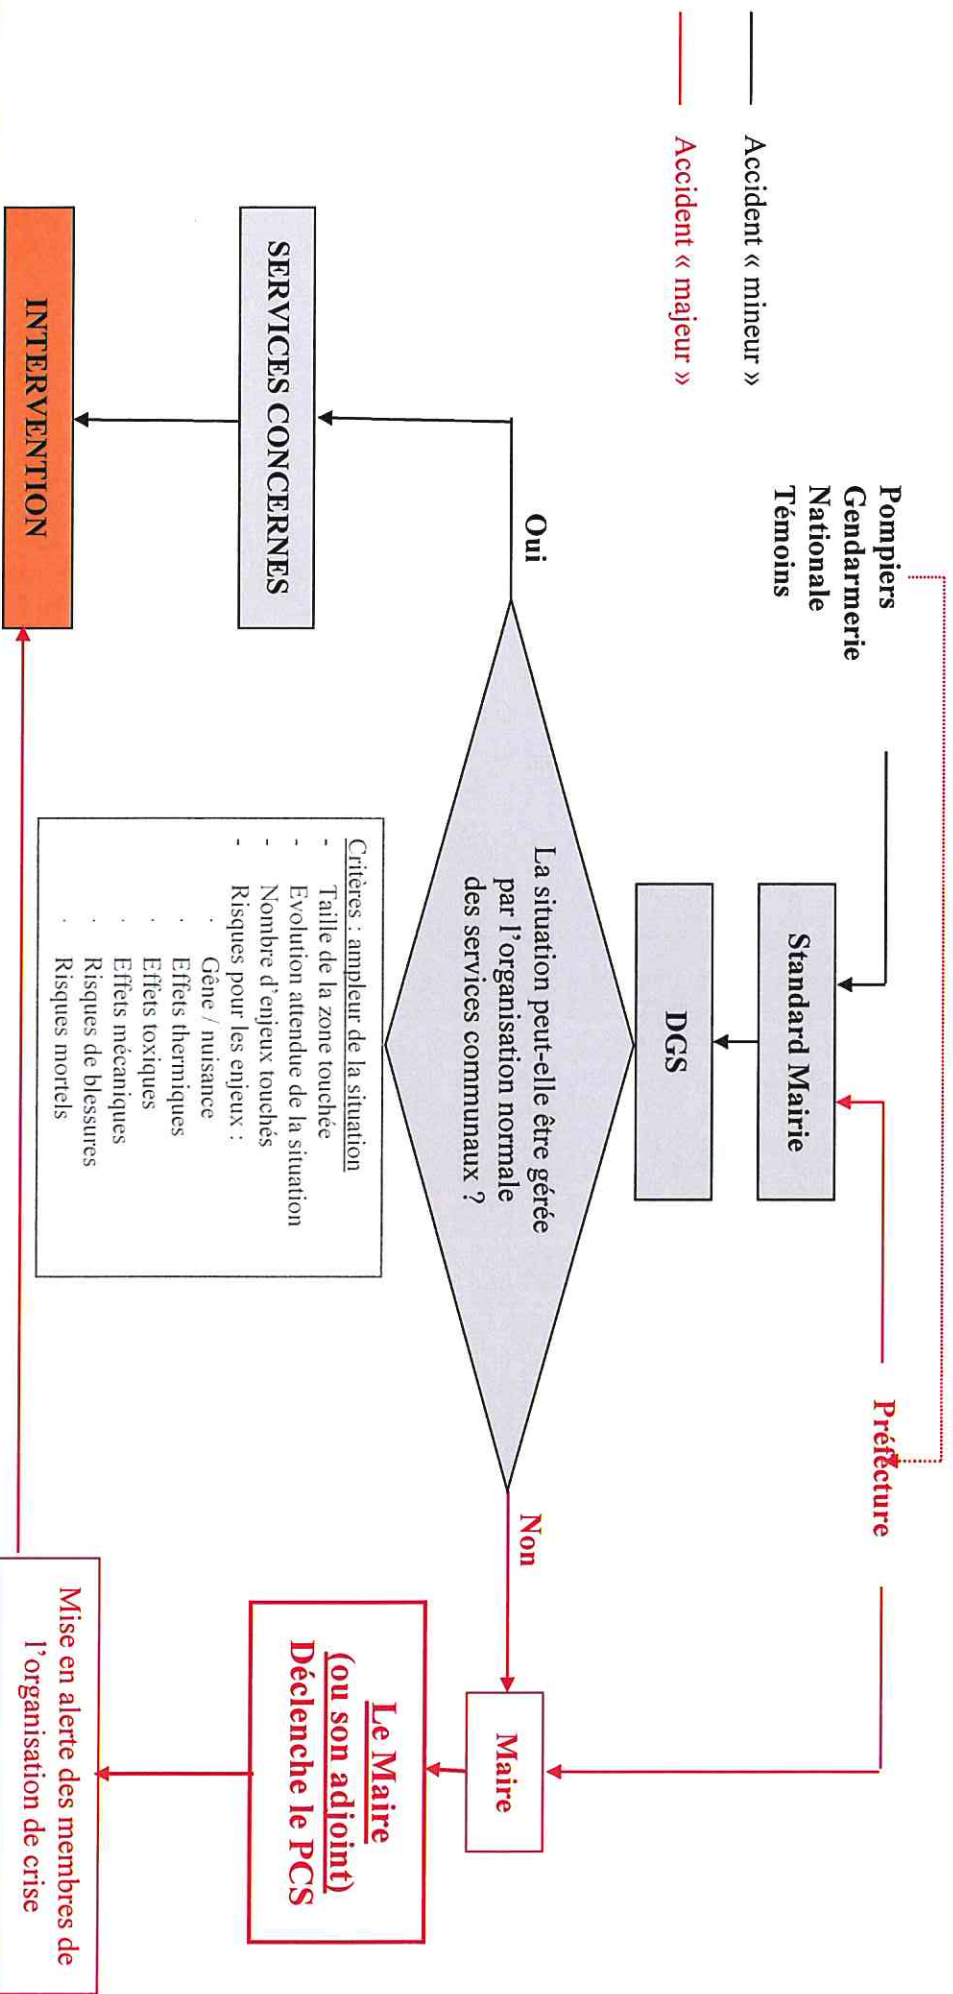 Accident « mineur »
Accident « majeur »
Pompiers
Gendarmerie
Nationale
Témoins
Préfecture
Standard Mairie
DGS
La situation peut-elle être gérée
par l'organisation normale
des services communaux ?
Oui
Non
Maire
SERVICES CONCERNES
Critères : ampleur de la situation
- Taille de la zone touchée
- Evolution attendue de la situation
- Nombre d'enjeux touchés
- Risques pour les enjeux :
. Gêne / nuisance
. Effets thermiques
. Effets toxiques
. Effets mécaniques
. Risques de blessures
. Risques mortels
Le Maire
(ou son adjoint)
Déclenche le PCS
INTERVENTION
Mise en alerte des membres de
l'organisation de crise